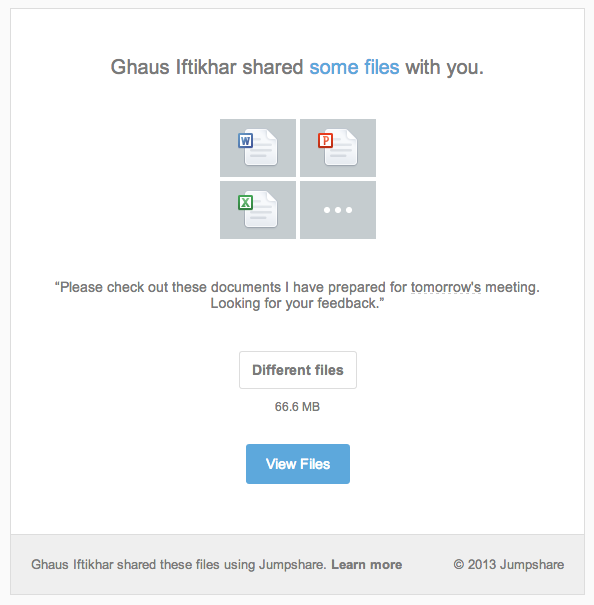 Ghaus Iftikhar shared some files with you.
W
P
X
“Please check out these documents I have prepared for tomorrow's meeting.
Looking for your feedback.”
Different files
66.6 MB
View Files
Ghaus Iftikhar shared these files using Jumpshare. Learn more
© 2013 Jumpshare